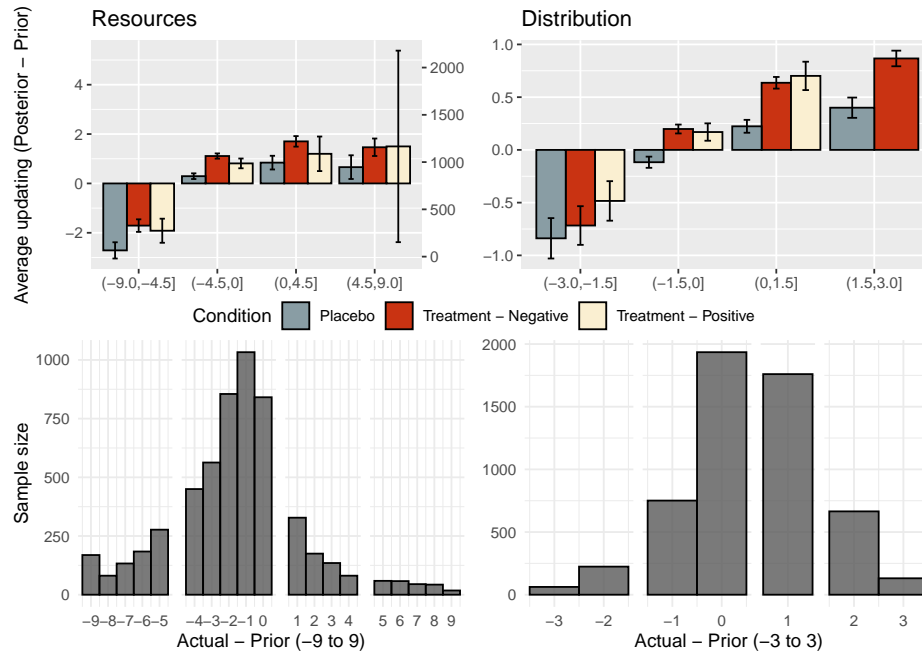 Resources
Distribution
Average updating (Posterior − Prior)
4
2
0
−2
2000
1500
1000
500
0
1.0
0.5
0.0
−0.5
−1.0
(−9.0,−4.5]
(−4.5,0]
(0,4.5]
(4.5,9.0]
(−3.0,−1.5]
(−1.5,0]
(0,1.5]
(1.5,3.0]
Condition
Placebo
Treatment − Negative
Treatment − Positive
Sample size
1000
750
500
250
0
2000
1500
1000
500
0
−9 −8 −7 −6 −5
−4 −3 −2 −1 0
1 2 3 4
5 6 7 8 9
−3 −2
−1 0
1
2 3
Actual − Prior (−9 to 9)
Actual − Prior (−3 to 3)